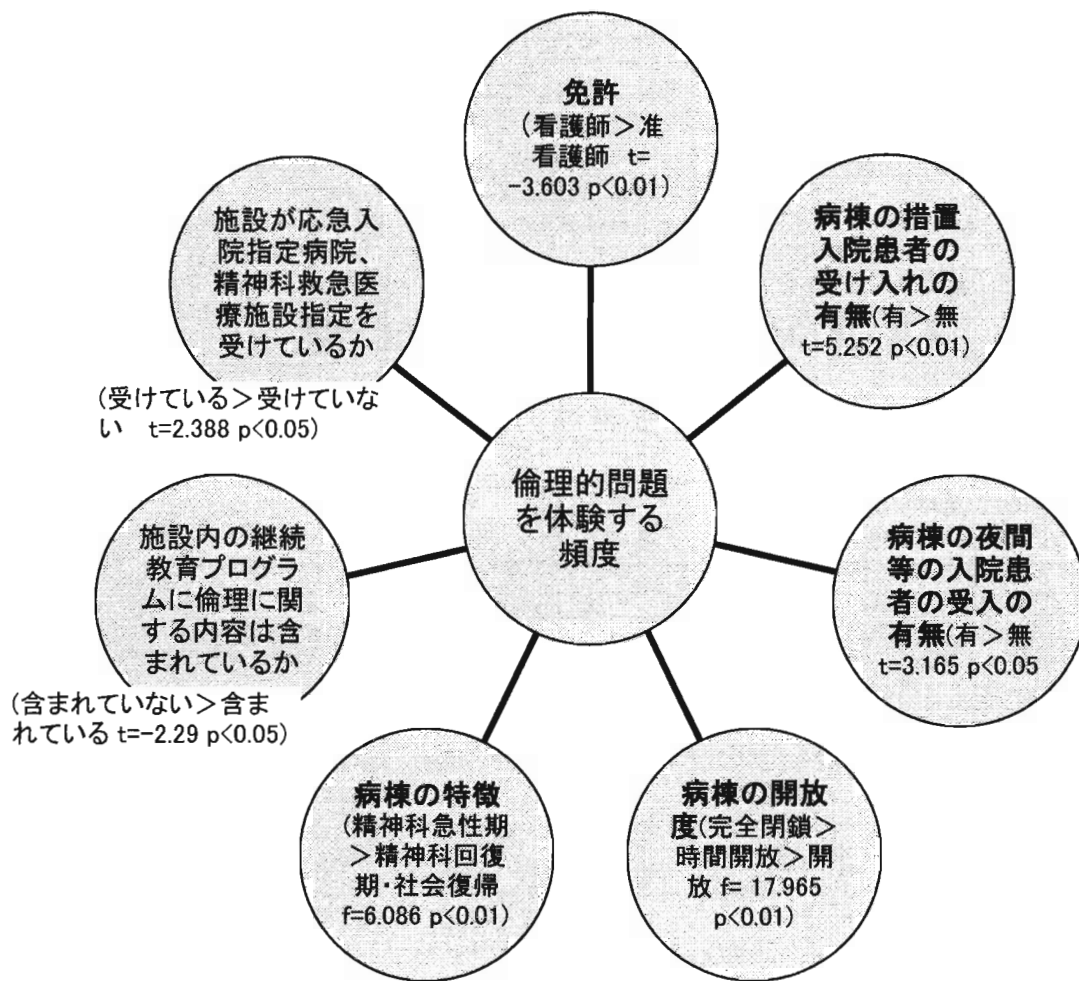 免許
(看護師＞准
看護師　t=
-3.603 p<0.01)
病棟の措置
入院患者の
受け入れの
有無(有＞無
t=5.252 p<0.01)
病棟の夜間
等の入院患
者の受入の
有無(有＞無
t=3.165 p<0.05
病棟の開放
度(完全閉鎖＞
時間開放＞開
放 f= 17.965
p<0.01)
病棟の特徴
(精神科急性期
＞精神科回復
期・社会復帰
f=6.086 p<0.01)
施設内の継続
教育プログラ
ムに倫理に関
する内容は含
まれているか
(含まれていない＞含ま
れている t=-2.29 p<0.05)
施設が応急入
院指定病院、
精神科救急医
療施設指定を
受けているか
(受けている＞受けていな
い　t=2.388 p<0.05)
倫理的問題
を体験する
頻度